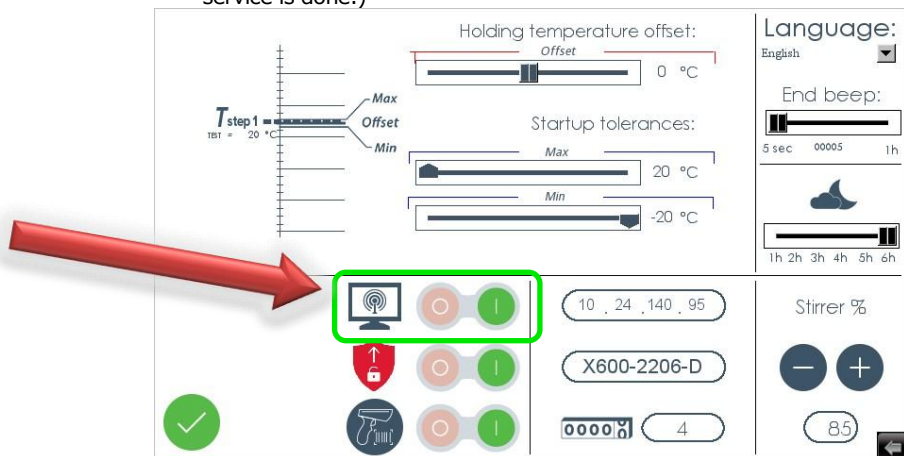 service is done.)
Holding temperature offset:
Offset
0 °C
Max
Offset
Min
T step 1 =
TEST = 20 °C
Startup tolerances:
Max
20 °C
Min
-20 °C
Language:
English
End beep:
5 sec 00005 1h
1h 2h 3h 4h 5h 6h
O I
10 . 24 . 140 . 95
O I
X600-2206-D
O I
0000
4
Stirrer %
85